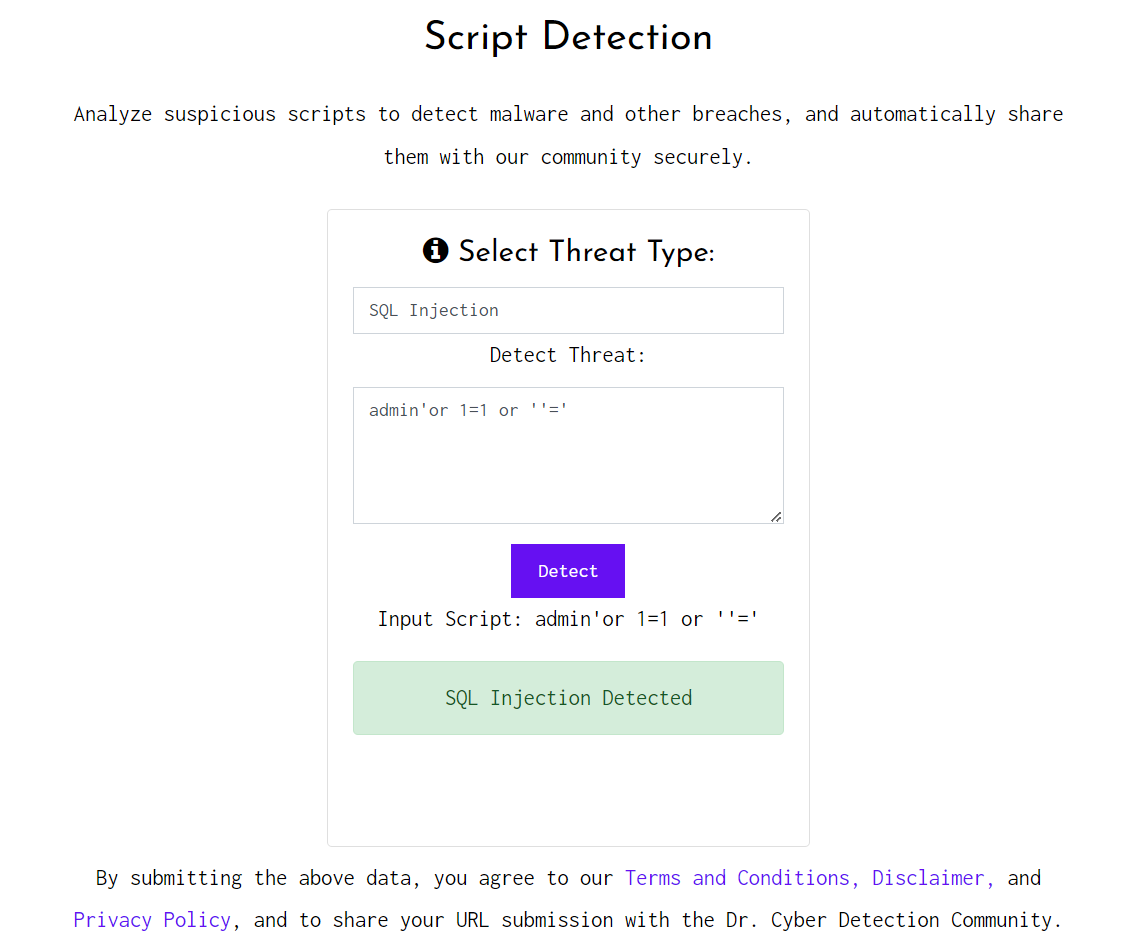 Script Detection
Analyze suspicious scripts to detect malware and other breaches, and automatically share
them with our community securely.
Select Threat Type:
SQL Injection
Detect Threat:
admin'or 1=1 or ''='
Detect
Input Script: admin'or 1=1 or ''='
SQL Injection Detected
By submitting the above data, you agree to our Terms and Conditions, Disclaimer, and
Privacy Policy, and to share your URL submission with the Dr. Cyber Detection Community.